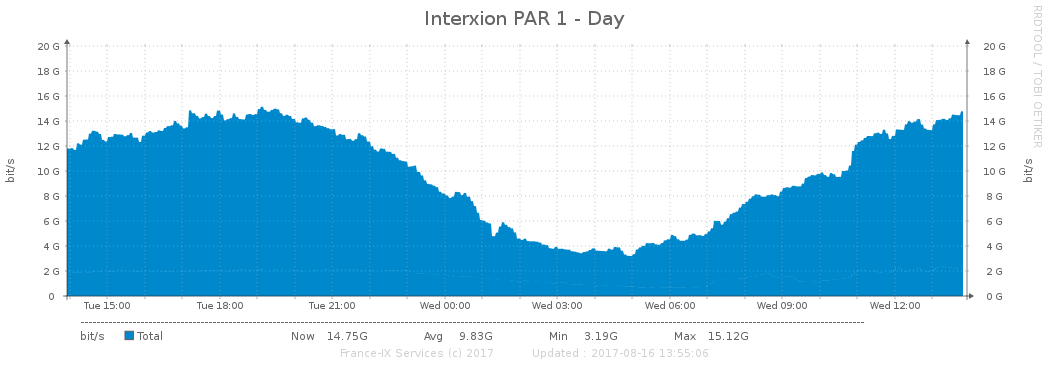 Interxion PAR 1 - Day
RRDTOOL / TOBI OETIKER
20 G 20 G
18 G 18 G
16 G 16 G
14 G 14 G
12 G 12 G
10 G 10 G
8 G 8 G
6 G 6 G
4 G 4 G
2 G 2 G
0 0 G
bit/s bit/s
Tue 15:00 Tue 18:00 Tue 21:00 Wed 00:00 Wed 03:00 Wed 06:00 Wed 09:00 Wed 12:00
bit/s Total Now 14.75G Avg 9.83G Min 3.19G Max 15.12G
France-IX Services (c) 2017 Updated : 2017-08-16 13:55:06